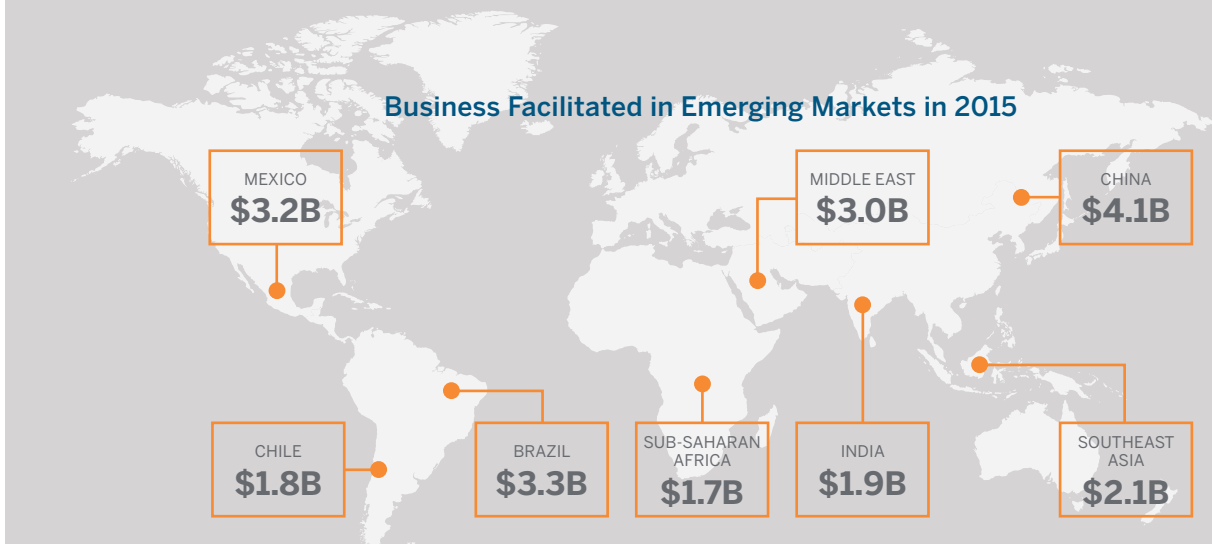 Business Facilitated in Emerging Markets in 2015
MEXICO
$3.2B
MIDDLE EAST
$3.0B
CHINA
$4.1B
CHILE
$1.8B
BRAZIL
$3.3B
SUB-SAHARAN
AFRICA
$1.7B
INDIA
$1.9B
SOUTHEAST
ASIA
$2.1B